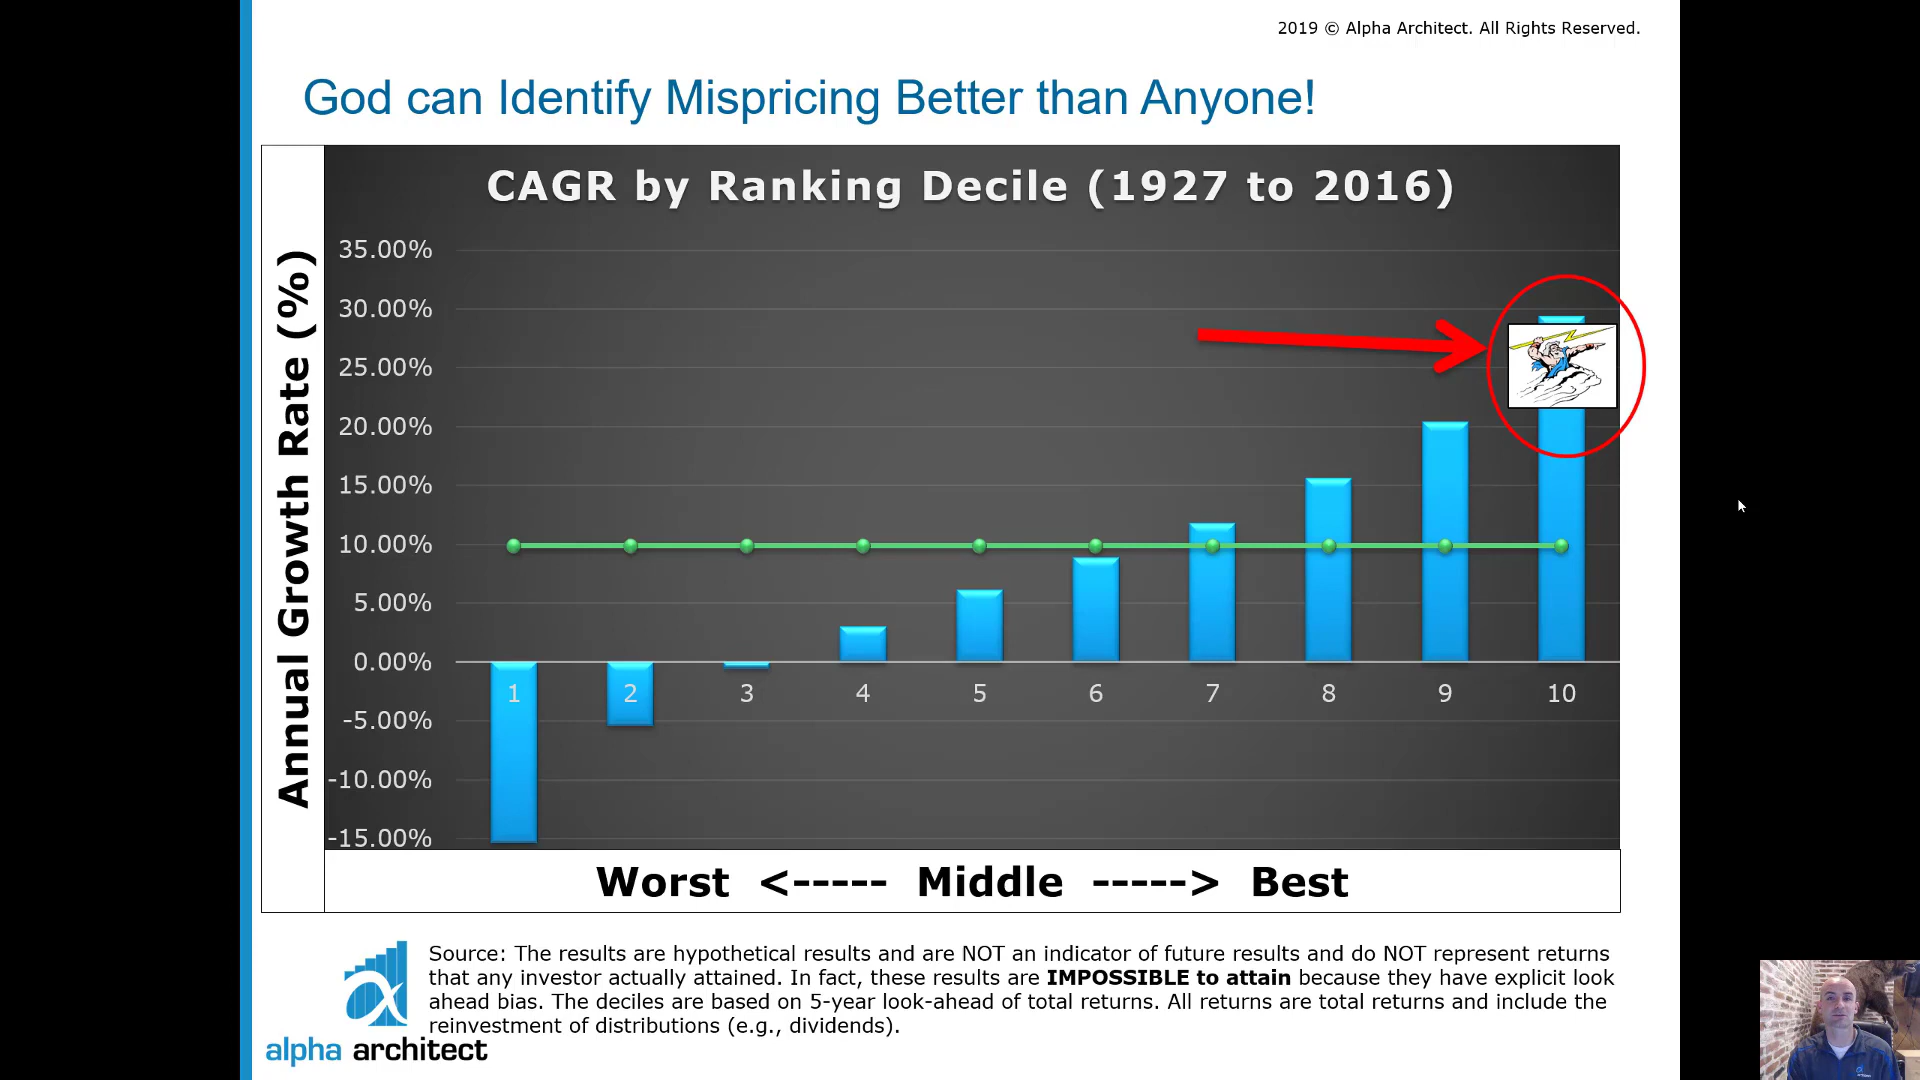 2019 © Alpha Architect. All Rights Reserved.
God can Identify Mispricing Better than Anyone!
CAGR by Ranking Decile (1927 to 2016)
Annual Growth Rate (%)
35.00%
30.00%
25.00%
20.00%
15.00%
10.00%
5.00%
0.00%
-5.00%
-10.00%
-15.00%
1 2 3 4 5 6 7 8 9 10
Worst <----- Middle -----> Best
Source: The results are hypothetical results and are NOT an indicator of future results and do NOT represent returns
that any investor actually attained. In fact, these results are IMPOSSIBLE to attain because they have explicit look
ahead bias. The deciles are based on 5-year look-ahead of total returns. All returns are total returns and include the
reinvestment of distributions (e.g., dividends).
alpha architect